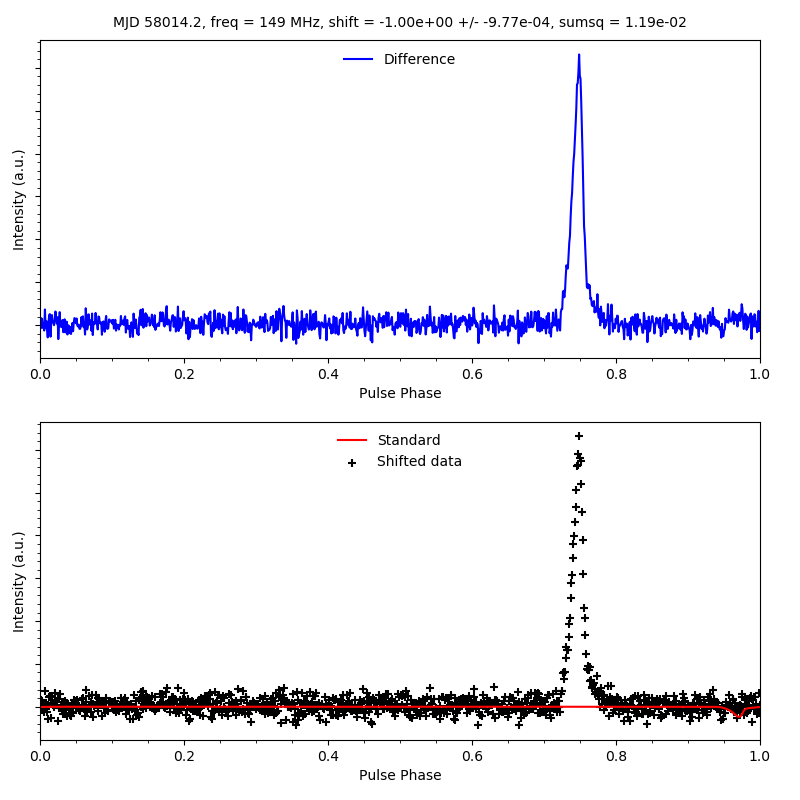 MJD 58014.2, freq = 149 MHz, shift = -1.00e+00 +/- -9.77e-04, sumsq = 1.19e-02
Difference
Intensity (a.u.)
0.0 0.2 0.4 0.6 0.8 1.0
Pulse Phase
Standard
Shifted data
Intensity (a.u.)
0.0 0.2 0.4 0.6 0.8 1.0
Pulse Phase